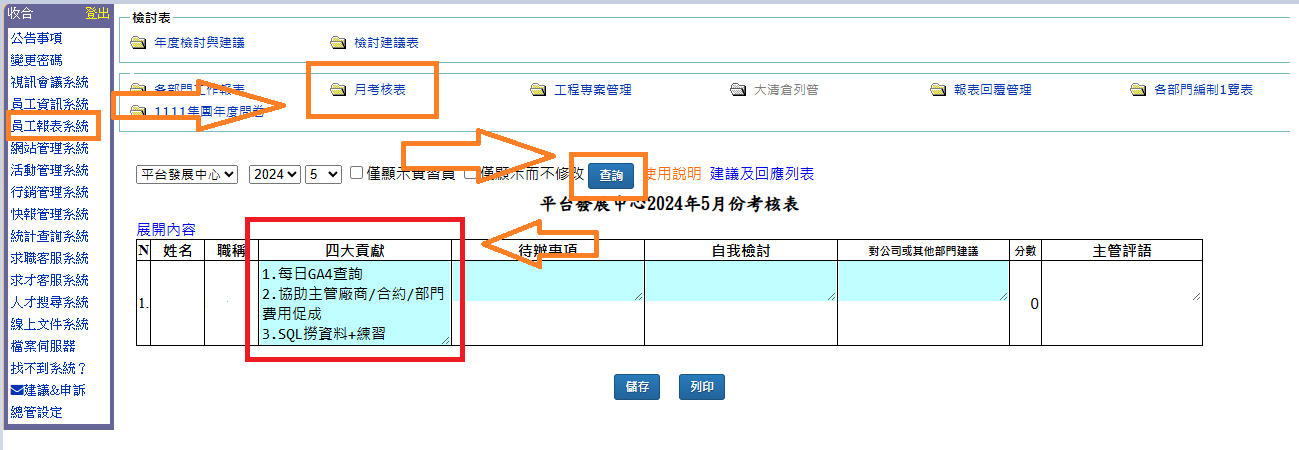 收合 登出
公告事項
變更密碼
視訊會議系統
員工資訊系統
員工報表系統
網站管理系統
活動管理系統
行銷管理系統
快報管理系統
統計查詢系統
求職客服系統
求才客服系統
人才搜尋系統
線上文件系統
檔案伺服器
找不到系統?
建議&申訴
總管設定
檢討表
年度檢討與建議 檢討建議表
各部門工作報表 月考核表 工程專案管理 大清倉列管 報表回覆管理 各部門編制1覽表
1111集團年度問卷
平台發展中心 2024 5 僅顯示實習員 僅顯示而不修改 查詢 使用說明 建議及回應列表
平台發展中心2024年5月份考核表
展開內容
N 姓名 職稱 四大貢獻 待辦事項 自我檢討 對公司或其他部門建議 分數 主管評語
1.每日GA4查詢
2.協助主管廠商/合約/部門
費用促成
3.SQL撈資料+練習
1. 0
儲存 列印